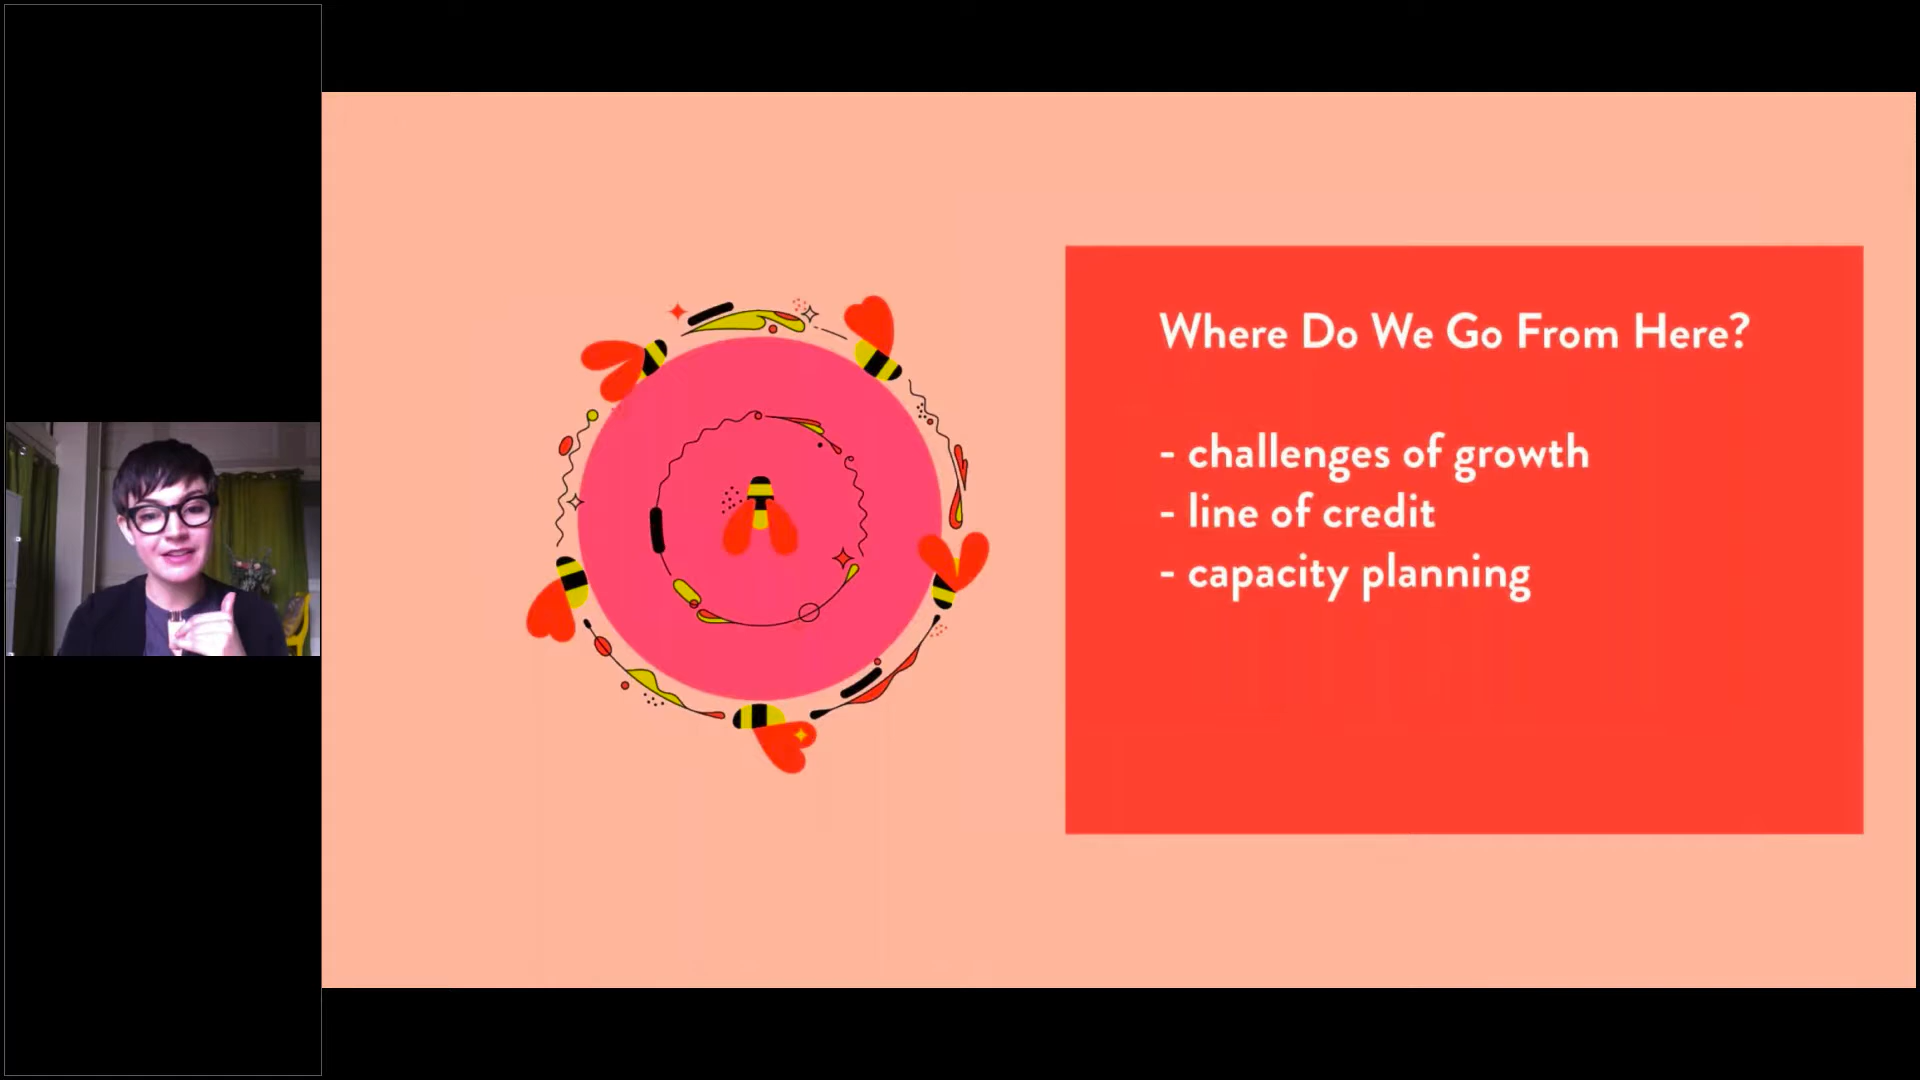 Where Do We Go From Here?
- challenges of growth
- line of credit
- capacity planning